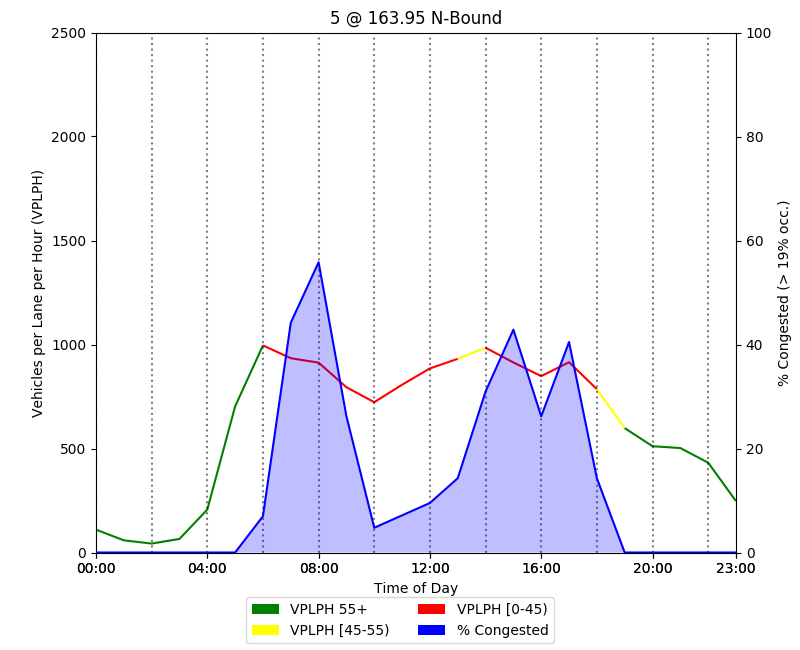 5 @ 163.95 N-Bound
2500
2000
1500
1000
500
0
Vehicles per Lane per Hour (VPLPH)
100
80
60
40
20
0
% Congested (> 19% occ.)
00:00 04:00 08:00 12:00 16:00 20:00 23:00
Time of Day
VPLPH 55+ VPLPH [0-45)
VPLPH [45-55) % Congested